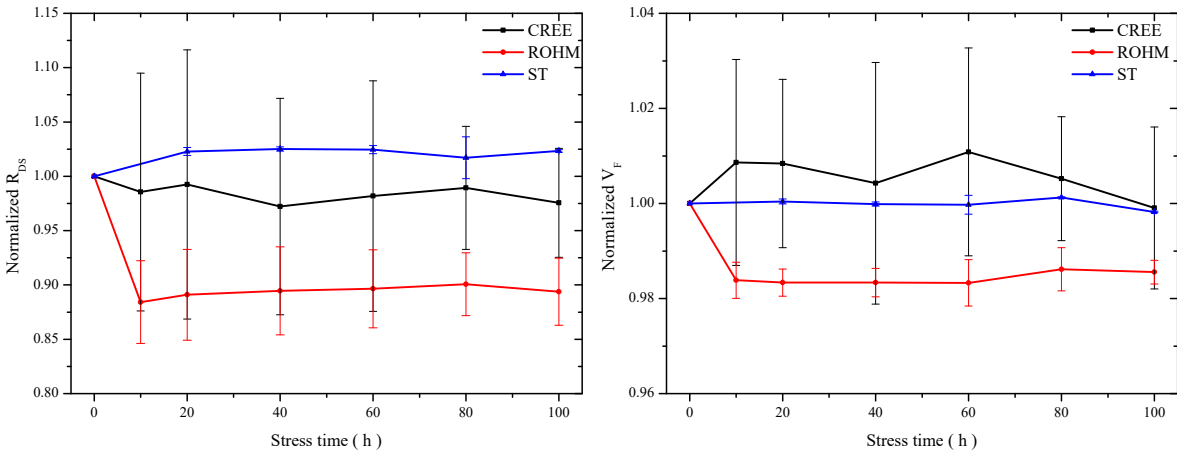 1.15
1.10
1.05
1.00
0.95
0.90
0.85
0.80
Normalized R_DS
0 20 40 60 80 100
Stress time ( h )
CREE
ROHM
ST
1.04
1.02
1.00
0.98
0.96
Normalized V_F
0 20 40 60 80 100
Stress time ( h )
CREE
ROHM
ST